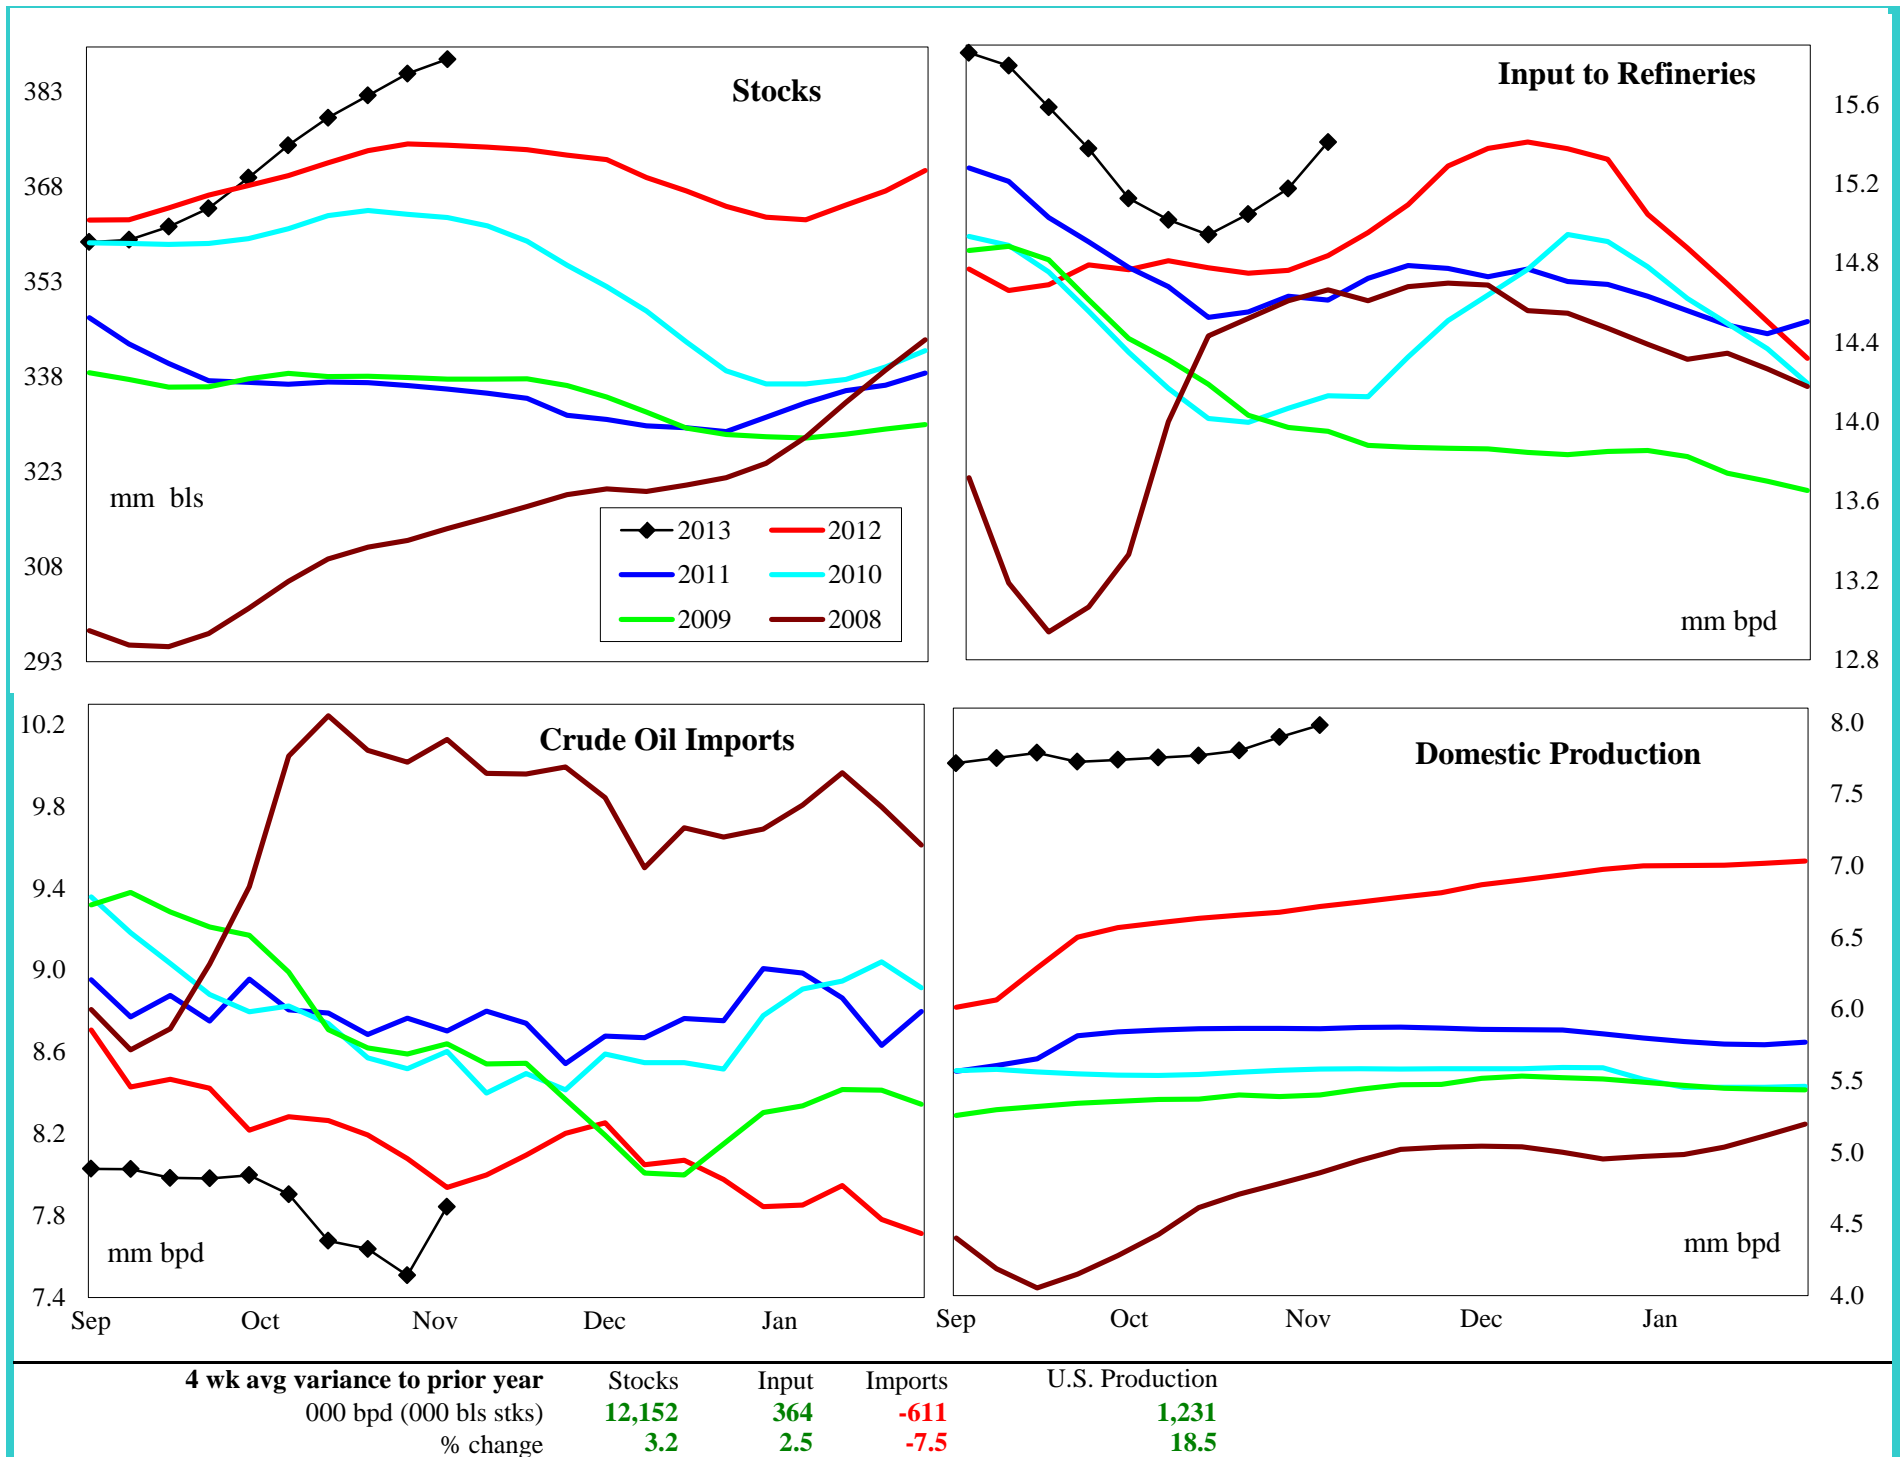 Stocks
383
368
353
338
323
308
293
mm bls
2013
2012
2011
2010
2009
2008
Input to Refineries
15.6
15.2
14.8
14.4
14.0
13.6
13.2
12.8
mm bpd
Crude Oil Imports
10.2
9.8
9.4
9.0
8.6
8.2
7.8
7.4
mm bpd
Sep Oct Nov Dec Jan
Domestic Production
8.0
7.5
7.0
6.5
6.0
5.5
5.0
4.5
4.0
mm bpd
Sep Oct Nov Dec Jan
4 wk avg variance to prior year Stocks Input Imports U.S. Production
000 bpd (000 bls stks) 12,152 364 -611 1,231
% change 3.2 2.5 -7.5 18.5